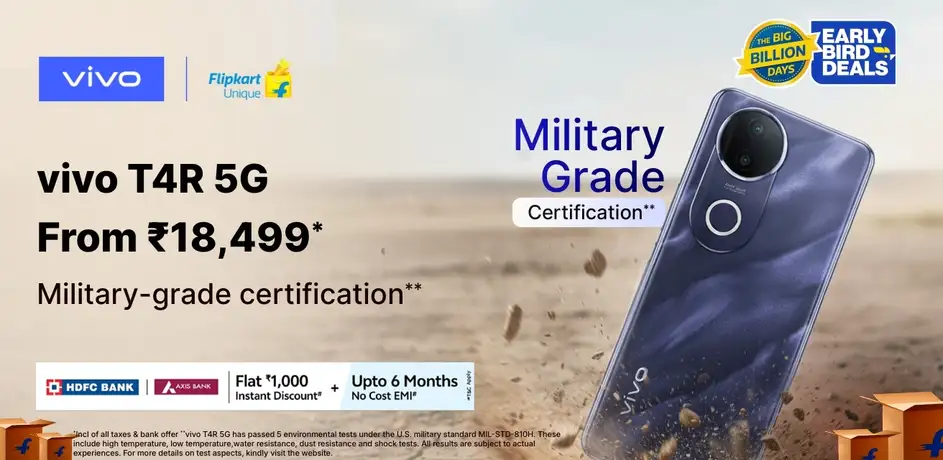 vivo
Flipkart
Unique
THE BIG
BILLION
DAYS
EARLY
BIRD
DEALS
Military
Grade
Certification**
vivo T4R 5G
From ₹18,499*
Military-grade certification**
HDFC BANK
AXIS BANK
Flat ₹1,000
Instant Discount#
+
Upto 6 Months
No Cost EMI#
*T&C Apply
vivo
*Incl of all taxes & bank offer **vivo T4R 5G has passed 5 environmental tests under the U.S. military standard MIL-STD-810H. These
include high temperature, low temperature,water resistance, dust resistance and shock tests. All results are subject to actual
experiences. For more details on test aspects, kindly visit the website.